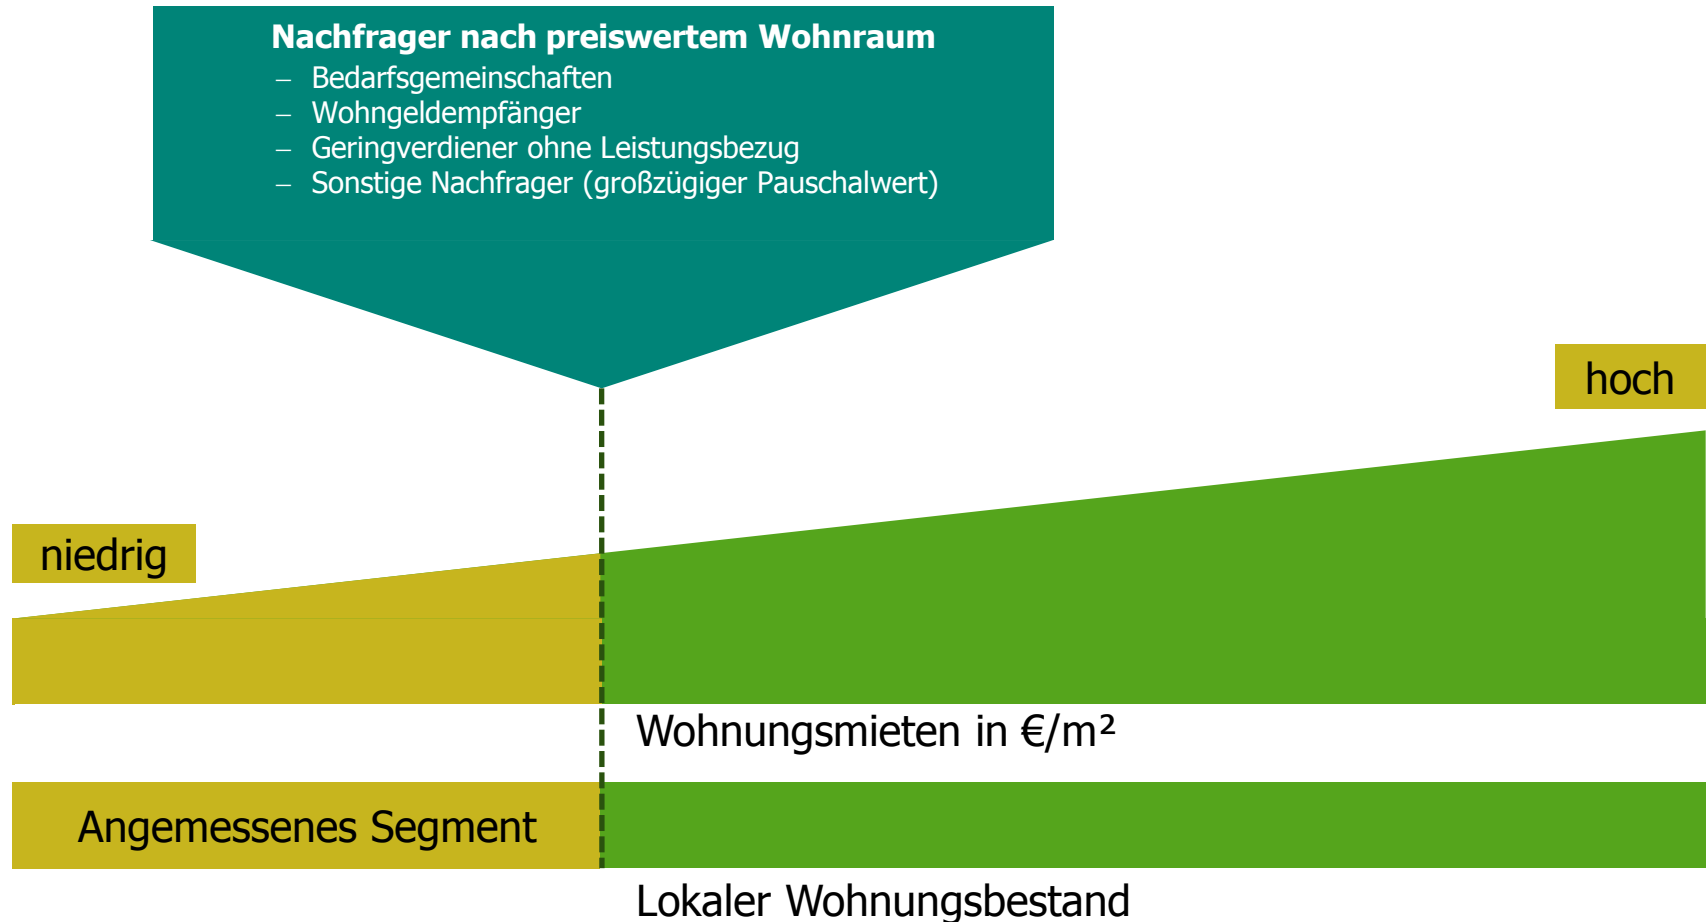 Nachfrager nach preiswertem Wohnraum
– Bedarfsgemeinschaften
– Wohngeldempfänger
– Geringverdiener ohne Leistungsbezug
– Sonstige Nachfrager (großzügiger Pauschalwert)
hoch
niedrig
Wohnungsmieten in €/m²
Angemessenes Segment
Lokaler Wohnungsbestand